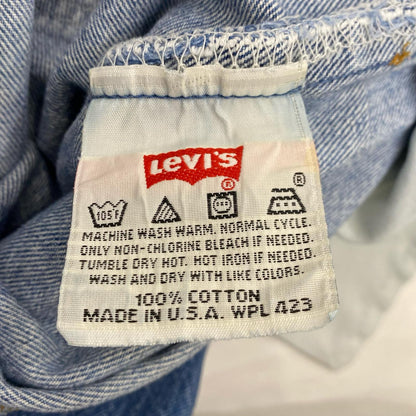 Levi's
®
®
105
MACHINE WASH WARM. NORMAL CYCLE.
ONLY NON-CHLORINE BLEACH IF NEEDED.
TUMBLE DRY HOT. HOT IRON IF NEEDED.
WASH AND DRY WITH LIKE COLORS.
100% COTTON
MADE IN U.S.A. WPL 423